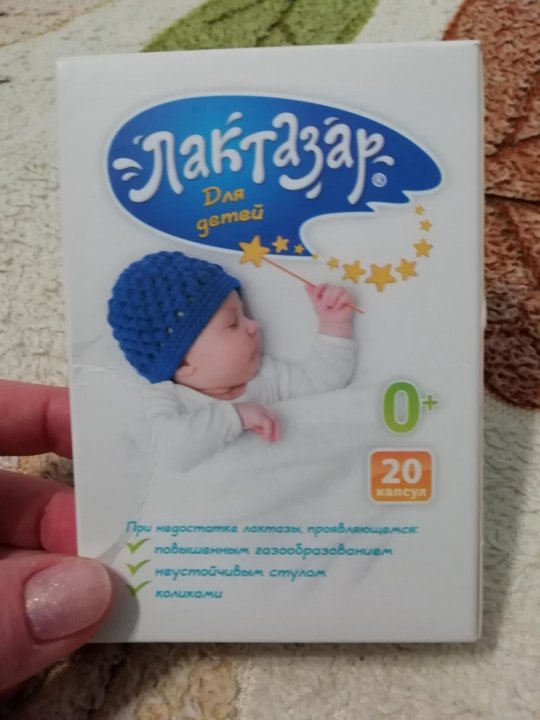 Лактазар®
Для
детей
0+
20
капсул
При недостатке лактазы, проявляющемся:
повышенным газообразованием
неустойчивым стулом
коликами